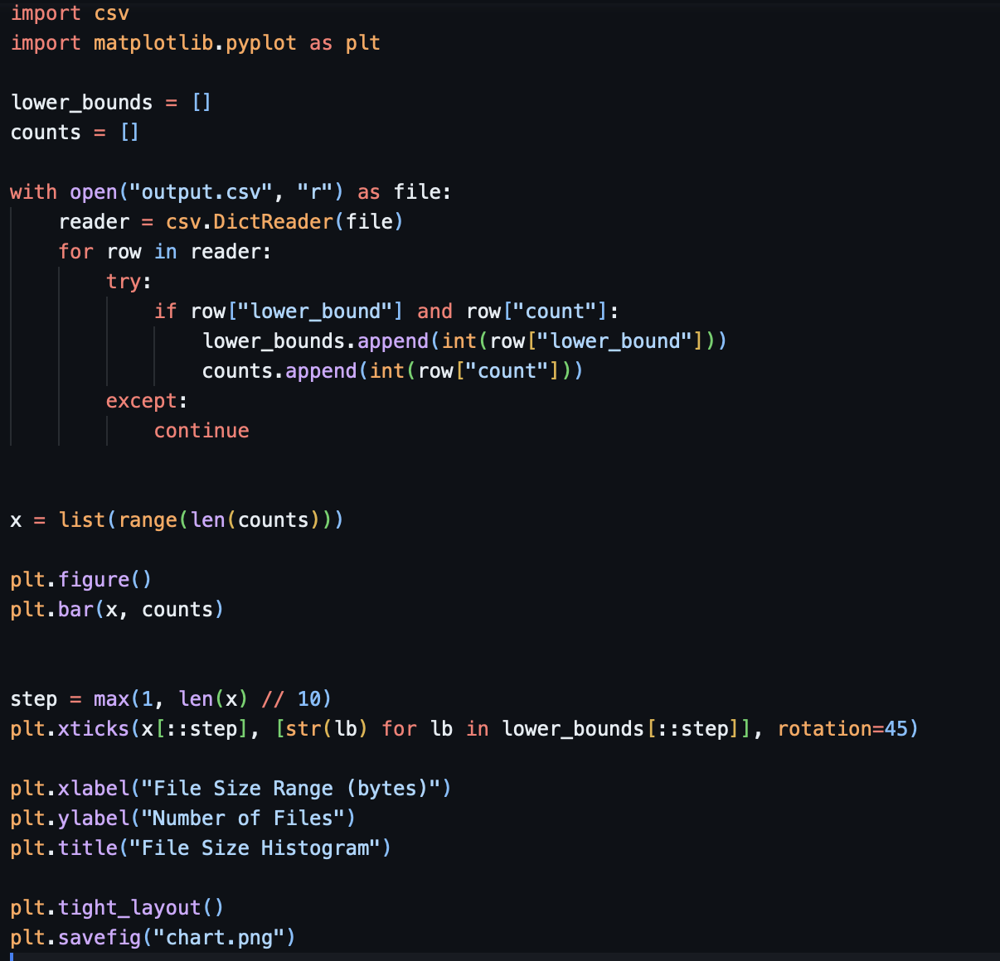 import csv
import matplotlib.pyplot as plt

lower_bounds = []
counts = []

with open("output.csv", "r") as file:
    reader = csv.DictReader(file)
    for row in reader:
        try:
            if row["lower_bound"] and row["count"]:
                lower_bounds.append(int(row["lower_bound"]))
                counts.append(int(row["count"]))
        except:
            continue


x = list(range(len(counts)))

plt.figure()
plt.bar(x, counts)


step = max(1, len(x) // 10)
plt.xticks(x[::step], [str(lb) for lb in lower_bounds[::step]], rotation=45)

plt.xlabel("File Size Range (bytes)")
plt.ylabel("Number of Files")
plt.title("File Size Histogram")

plt.tight_layout()
plt.savefig("chart.png")